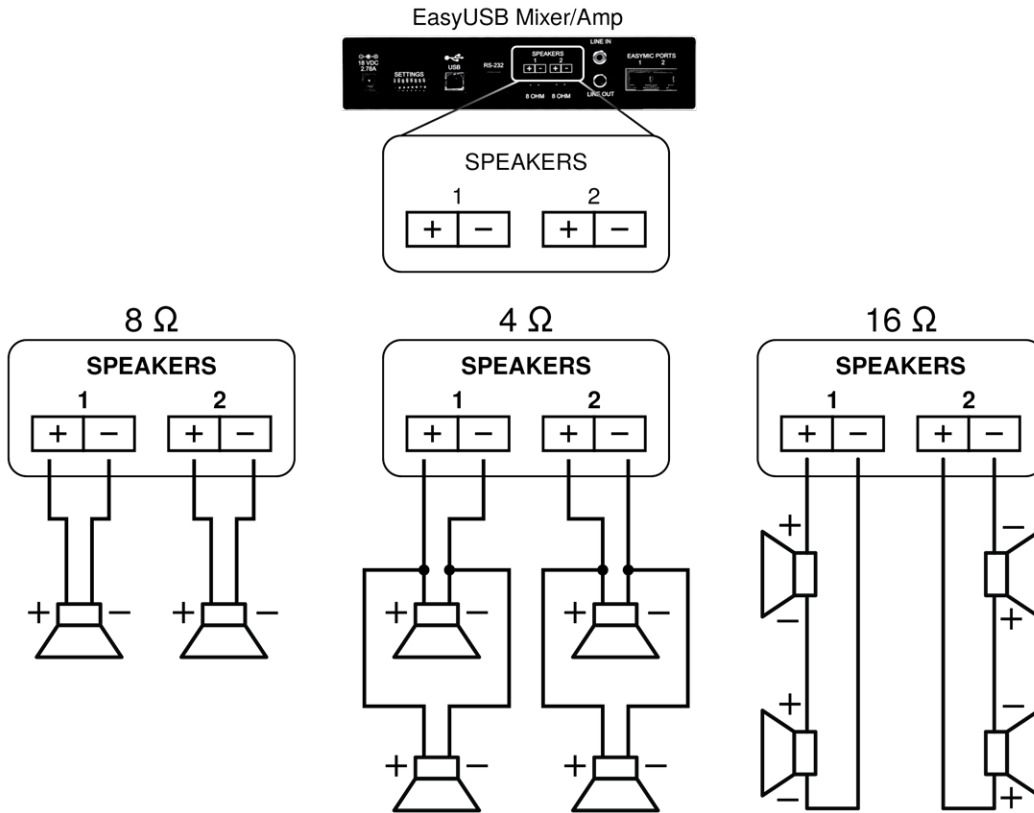 EasyUSB Mixer/Amp
LINE IN
SPEAKERS
1 2
+ - + -
EASYMIC PORTS
1 2
18 VDC
2.78A
SETTINGS
USB
RS-232
8 OHM 8 OHM
LINE OUT
SPEAKERS
1 2
+ − + −
8 Ω
SPEAKERS
1 2
+ − + −
+ − + −
4 Ω
SPEAKERS
1 2
+ − + −
+ − + −
+ − + −
16 Ω
SPEAKERS
1 2
+ − + −
+ −
− +
+ −
− +